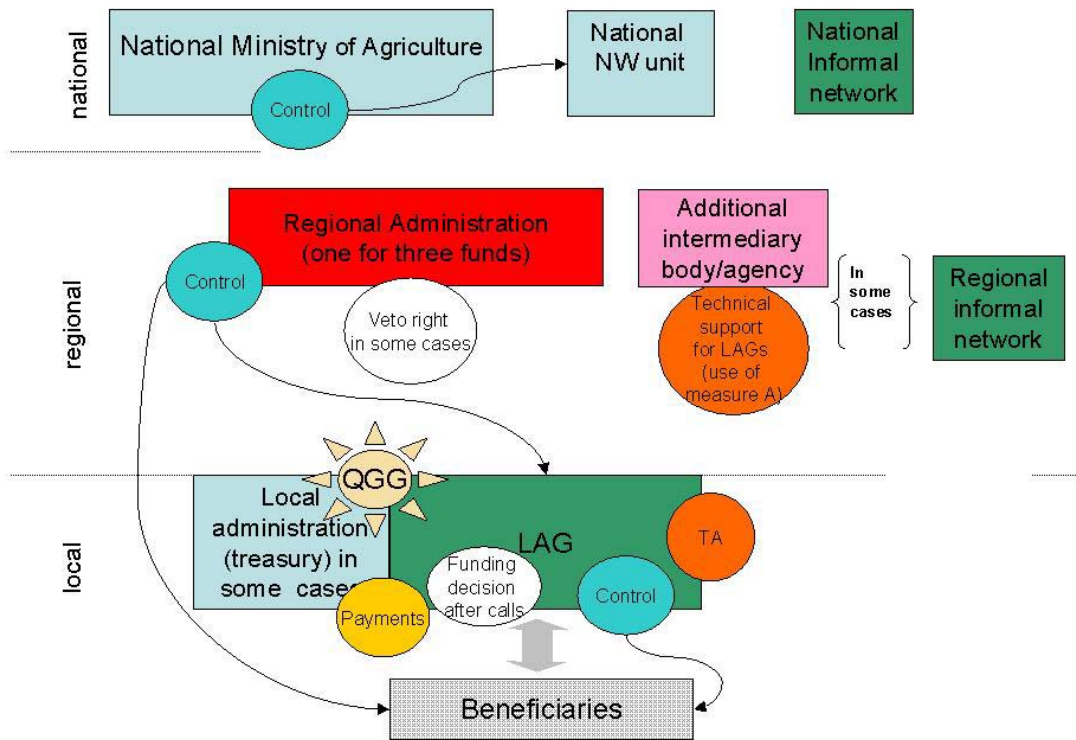 national
National Ministry of Agriculture
Control
National
NW unit
National
Informal
network
regional
Regional Administration
(one for three funds)
Control
Veto right
in some cases
Additional
intermediary
body/agency
Technical
support
for LAGs
(use of
measure A)
In
some
cases
Regional
informal
network
local
QGG
Local
administration
(treasury) in
some cases
LAG
TA
Funding
decision
after calls
Control
Payments
Beneficiaries